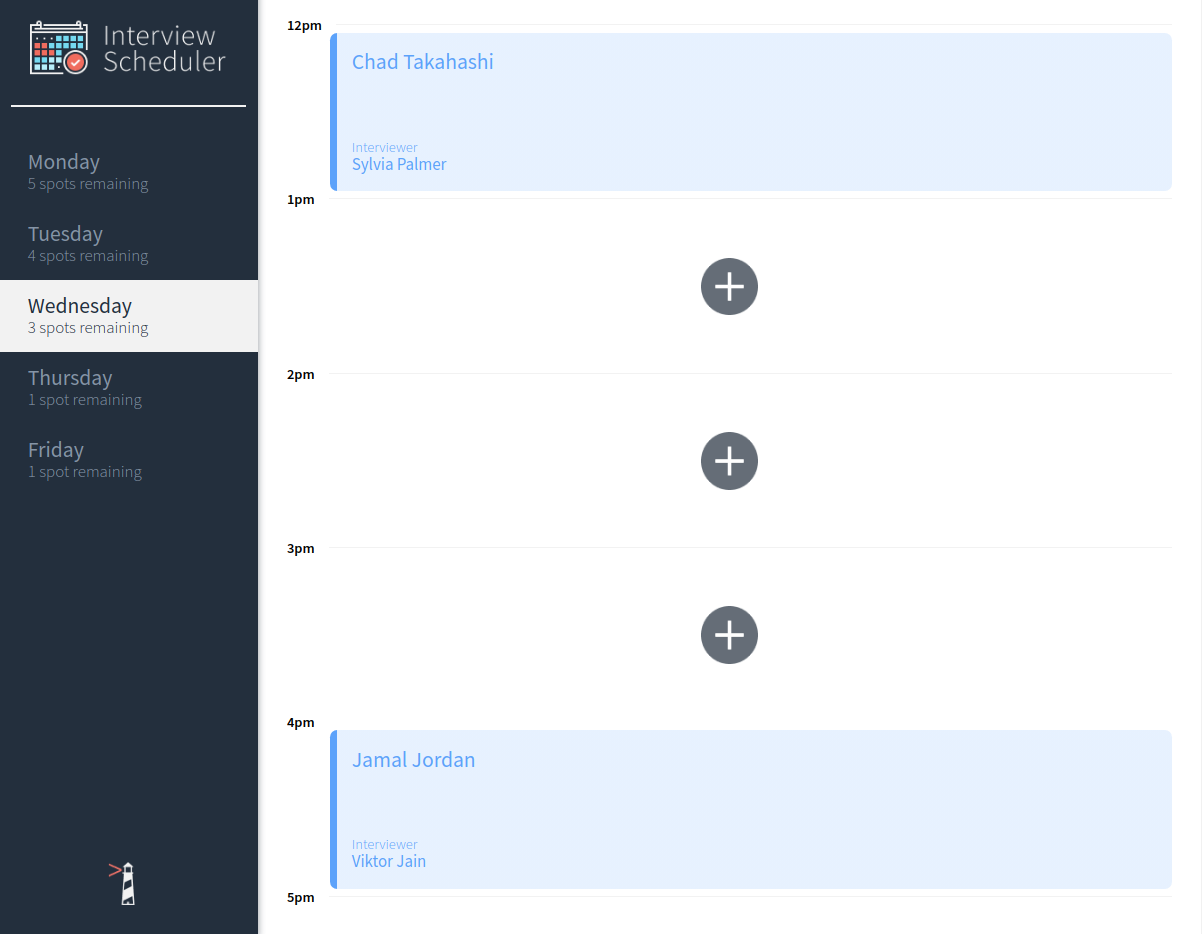 Interview
Scheduler
Monday
5 spots remaining
Tuesday
4 spots remaining
Wednesday
3 spots remaining
Thursday
1 spot remaining
Friday
1 spot remaining
12pm
Chad Takahashi
Interviewer
Sylvia Palmer
1pm
2pm
3pm
4pm
Jamal Jordan
Interviewer
Viktor Jain
5pm